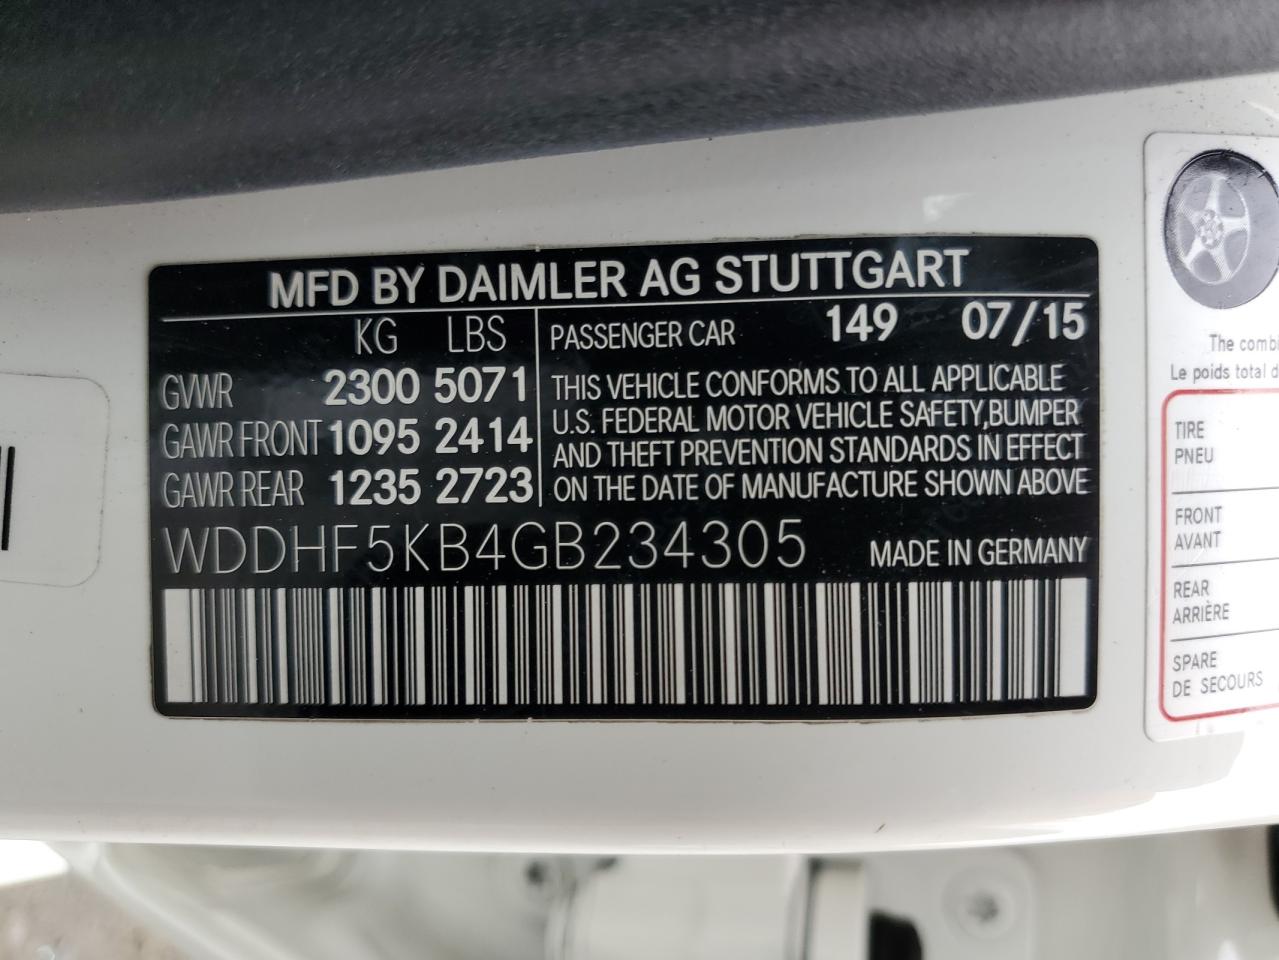 MFD BY DAIMLER AG STUTTGART
KG LBS
GVWR 2300 5071
GAWR FRONT 1095 2414
GAWR REAR 1235 2723
PASSENGER CAR 149 07/15
THIS VEHICLE CONFORMS TO ALL APPLICABLE
U.S. FEDERAL MOTOR VEHICLE SAFETY,BUMPER
AND THEFT PREVENTION STANDARDS IN EFFECT
ON THE DATE OF MANUFACTURE SHOWN ABOVE
WDDHF5KB4GB234305 MADE IN GERMANY
The
Le poids total
TIRE
PNEU
FRONT
AVANT
REAR
ARRIÈRE
SPARE
DE SECOURS